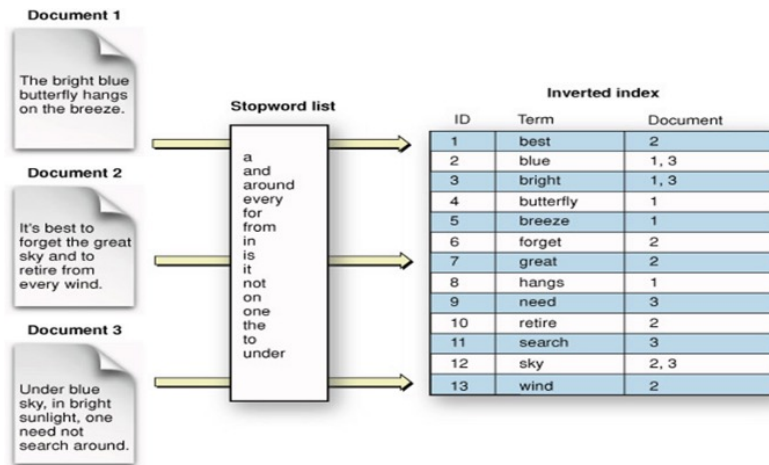 Document 1
The bright blue
butterfly hangs
on the breeze.
Document 2
It's best to
forget the great
sky and to
retire from
every wind.
Document 3
Under blue
sky, in bright
sunlight, one
need not
search around.
Stopword list
a
and
around
every
for
from
in
is
it
not
on
one
the
to
under
Inverted index
ID Term Document
1 best 2
2 blue 1, 3
3 bright 1, 3
4 butterfly 1
5 breeze 1
6 forget 2
7 great 2
8 hangs 1
9 need 3
10 retire 2
11 search 3
12 sky 2, 3
13 wind 2